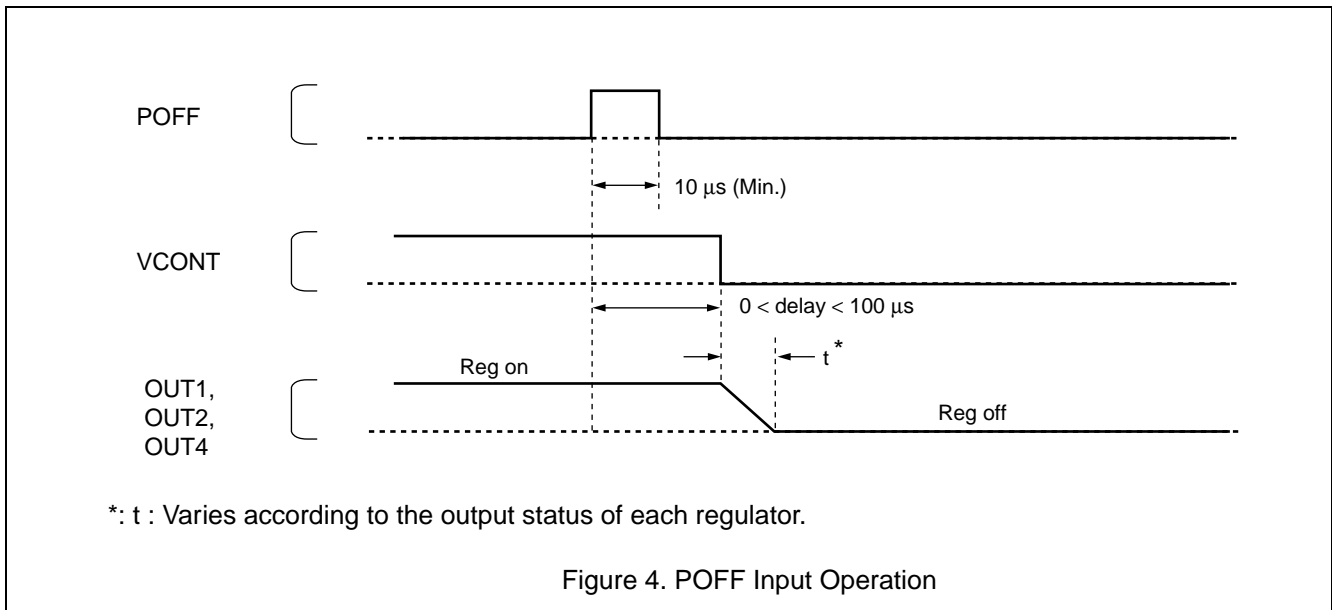 POFF
10 μs (Min.)
VCONT
0 < delay < 100 μs
t *
Reg on
OUT1,
OUT2,
OUT4
Reg off
*: t : Varies according to the output status of each regulator.
Figure 4. POFF Input Operation